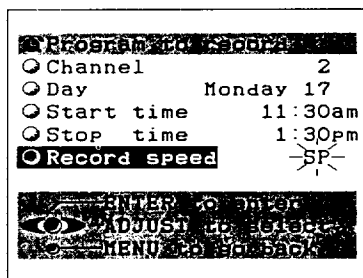 Program to record
Channel 2
Day Monday 17
Start time 11:30am
Stop time 1:30pm
Record speed SP
ENTER to enter
ADJUST to select
MENU to go back